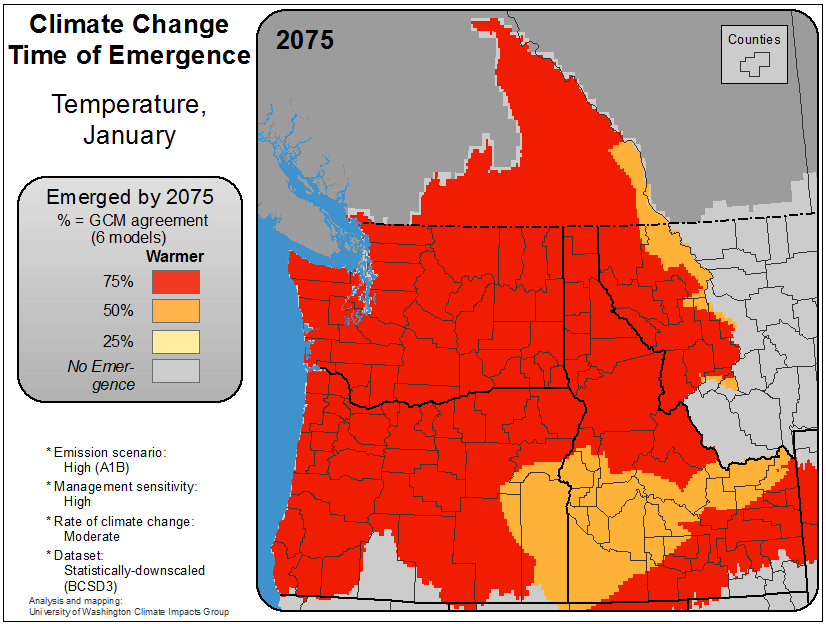 Climate Change
Time of Emergence
Temperature,
January
Emerged by 2075
% = GCM agreement
(6 models)
Warmer
75%
50%
25%
No Emer-
gence
* Emission scenario:
High (A1B)
* Management sensitivity:
High
* Rate of climate change:
Moderate
* Dataset:
Statistically-downscaled
(BCSD3)
Analysis and mapping:
University of Washington Climate Impacts Group
2075
Counties